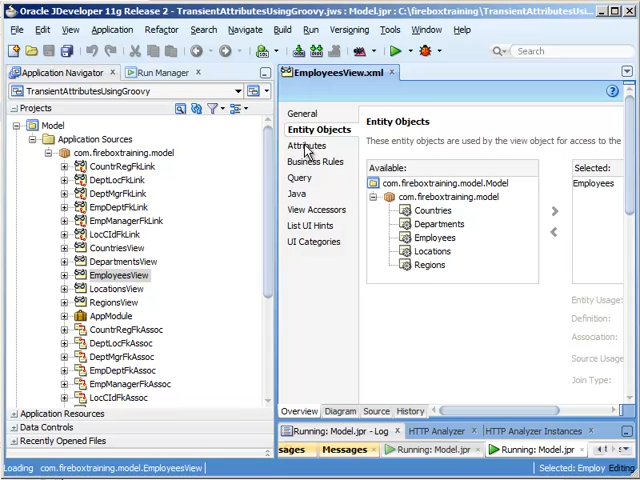 Oracle JDeveloper 11g Release 2 - TransientAttributesUsingGroovy.jws : Model.jpr : C:\fireboxtraining\TransientAttributesUsi...
File Edit View Application Refactor Search Navigate Build Run Versioning Tools Window Help
Search
Application Navigator
Run Manager
TransientAttributesUsingGroovy
Projects
Model
Application Sources
com.fireboxtraining.model
CountrRegFkLink
DeptLocFkLink
DeptMgrFkLink
EmpDeptFkLink
EmpManagerFkLink
LocCIdFkLink
CountriesView
DepartmentsView
EmployeesView
LocationsView
RegionsView
AppModule
CountrRegFkAssoc
DeptLocFkAssoc
DeptMgrFkAssoc
EmpDeptFkAssoc
EmpManagerFkAssoc
LocCIdFkAssoc
Application Resources
Data Controls
Recently Opened Files
EmployeesView.xml
General
Entity Objects
Attributes
Business Rules
Query
Java
View Accessors
List UI Hints
UI Categories
Entity Objects
These entity objects are used by the view object for access to the
Available:
com.fireboxtraining.model.Model
com.fireboxtraining.model
Countries
Departments
Employees
Locations
Regions
Selected:
Employees
Entity Usage:
Definition:
Association:
Source Usage
Join Type:
Overview Diagram Source History
Running: Model.jpr - Log
HTTP Analyzer
HTTP Analyzer Instances
ssages
Messages
Running: Model.jpr
Running: Model.jpr
Loading com.fireboxtraining.model.EmployeesView
Selected: Employ
Editing